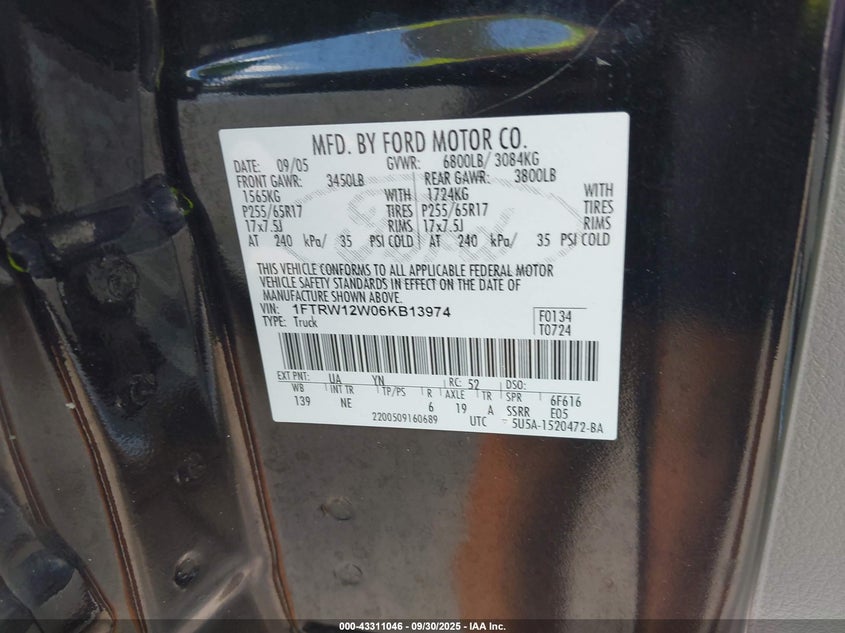 MFD. BY FORD MOTOR CO.
DATE: 09/05 GVWR: 6800LB/ 3084KG
FRONT GAWR: 3450LB REAR GAWR: 3800LB
1565KG WITH 1724KG WITH
P255/65R17 TIRES P255/65R17 TIRES
17x7.5J RIMS 17x7.5J RIMS
AT 240 kPa/ 35 PSI COLD AT 240 kPa/ 35 PSI COLD
THIS VEHICLE CONFORMS TO ALL APPLICABLE FEDERAL MOTOR
VEHICLE SAFETY STANDARDS IN EFFECT ON THE DATE OF
MANUFACTURE SHOWN ABOVE.
VIN: 1FTRW12W06KB13974 F0134
TYPE: Truck T0724
EXT PNT: UA YN RC: 52 DSO:
WB INT TR TP/PS R AXLE TR SPR 6F616
139 NE 6 19 A SSRR E05
2200509160689 UTC 5U5A-1520472-BA
000-43311046 — 09/30/2025 — IAA Inc.